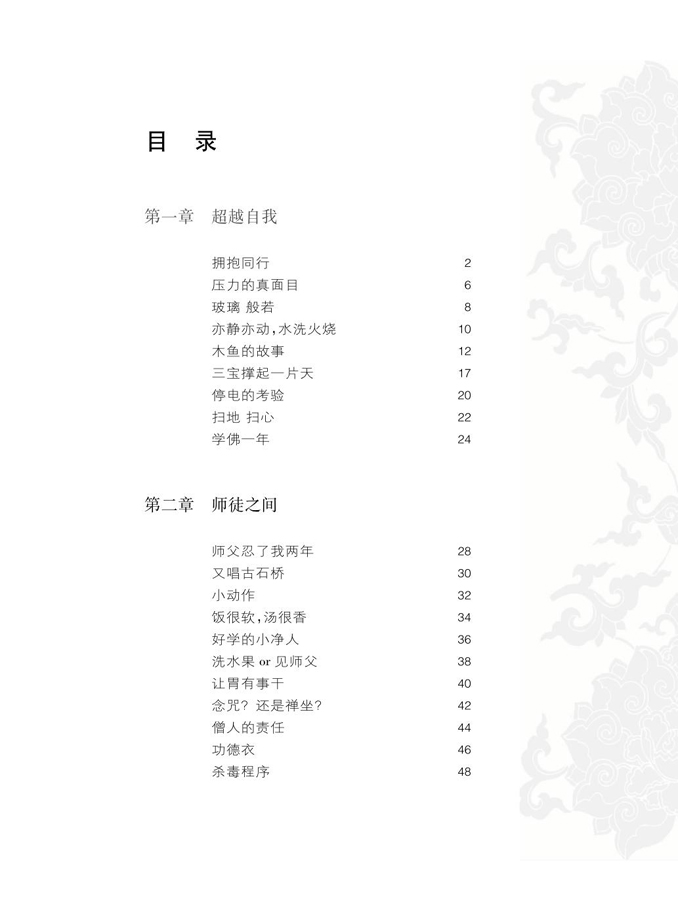 目 录
第一章 超越自我
拥抱同行 2
压力的真面目 6
玻璃 般若 8
亦静亦动,水洗火烧 10
木鱼的故事 12
三宝撑起一片天 17
停电的考验 20
扫地 扫心 22
学佛一年 24
第二章 师徒之间
师父忍了我两年 28
又唱古石桥 30
小动作 32
饭很软,汤很香 34
好学的小净人 36
洗水果 or 见师父 38
让胃有事干 40
念咒？还是禅坐？ 42
僧人的责任 44
功德衣 46
杀毒程序 48